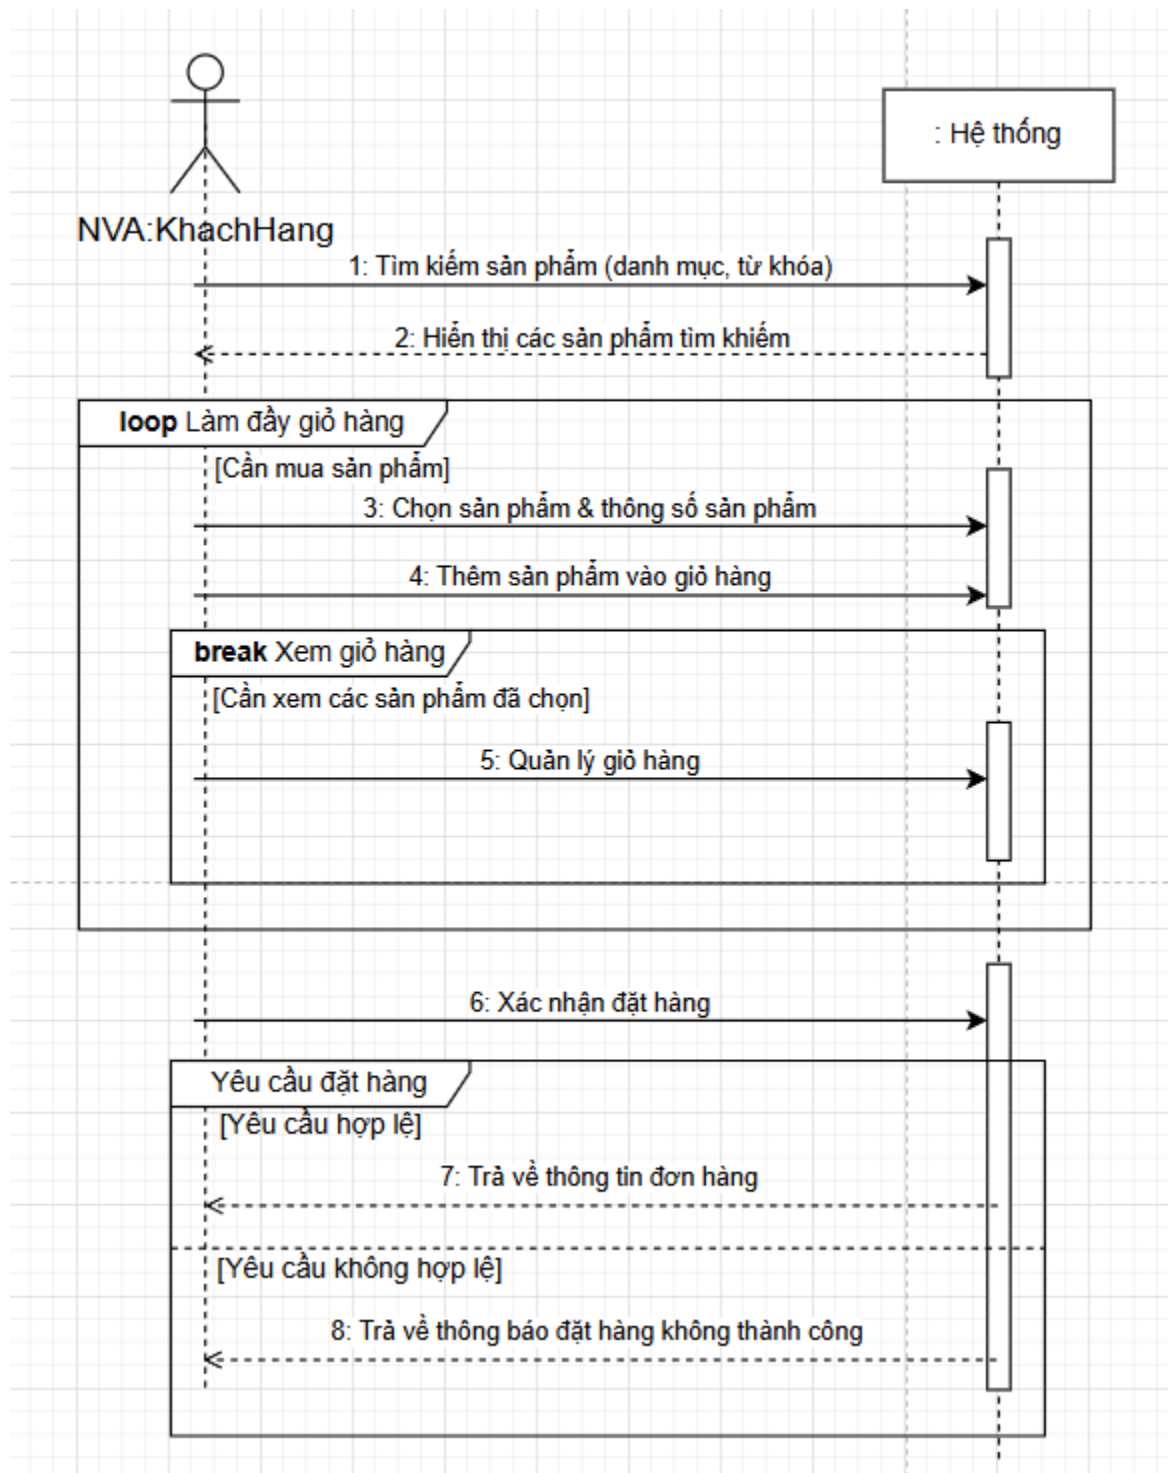 : Hệ thống
NVA:KhachHang
1: Tìm kiếm sản phẩm (danh mục, từ khóa)
2: Hiển thị các sản phẩm tìm khiếm
loop Làm đầy giỏ hàng
[Cần mua sản phẩm]
3: Chọn sản phẩm & thông số sản phẩm
4: Thêm sản phẩm vào giỏ hàng
break Xem giỏ hàng
[Cần xem các sản phẩm đã chọn]
5: Quản lý giỏ hàng
6: Xác nhận đặt hàng
Yêu cầu đặt hàng
[Yêu cầu hợp lệ]
7: Trả về thông tin đơn hàng
[Yêu cầu không hợp lệ]
8: Trả về thông báo đặt hàng không thành công